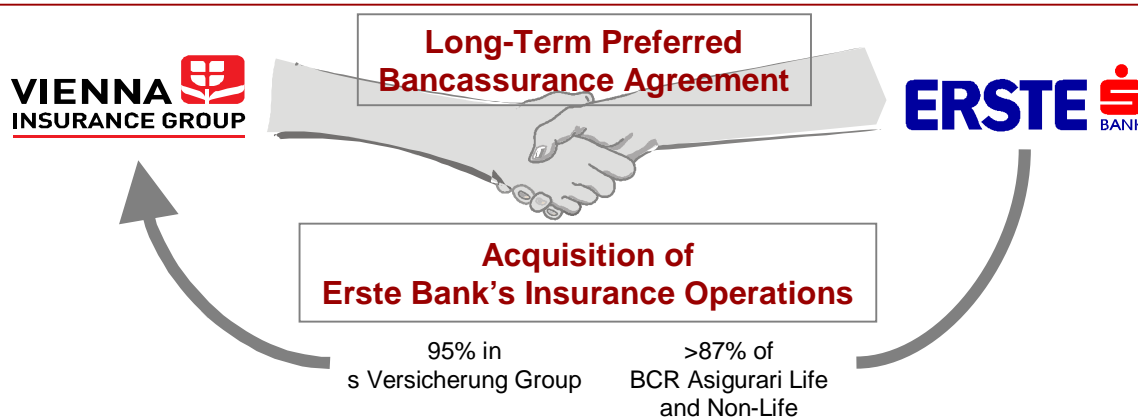 Long-Term Preferred
Bancassurance Agreement
VIENNA
INSURANCE GROUP
ERSTE
BANK
Acquisition of
Erste Bank's Insurance Operations
95% in
s Versicherung Group
>87% of
BCR Asigurari Life
and Non-Life